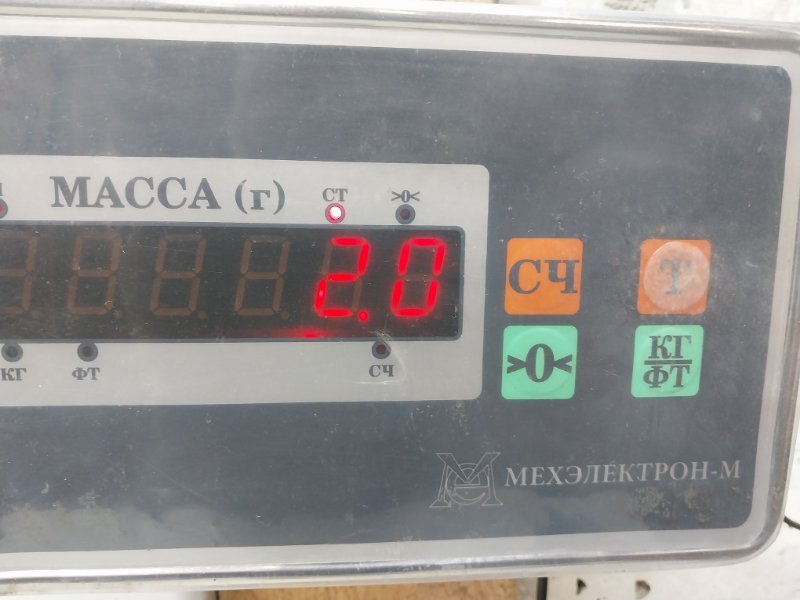 МАССА (г)
СТ
>0<
2.0
СЧ
Т
>0<
КГ
ФТ
КГ
ФТ
СЧ
МЕХЭЛЕКТРОН-М